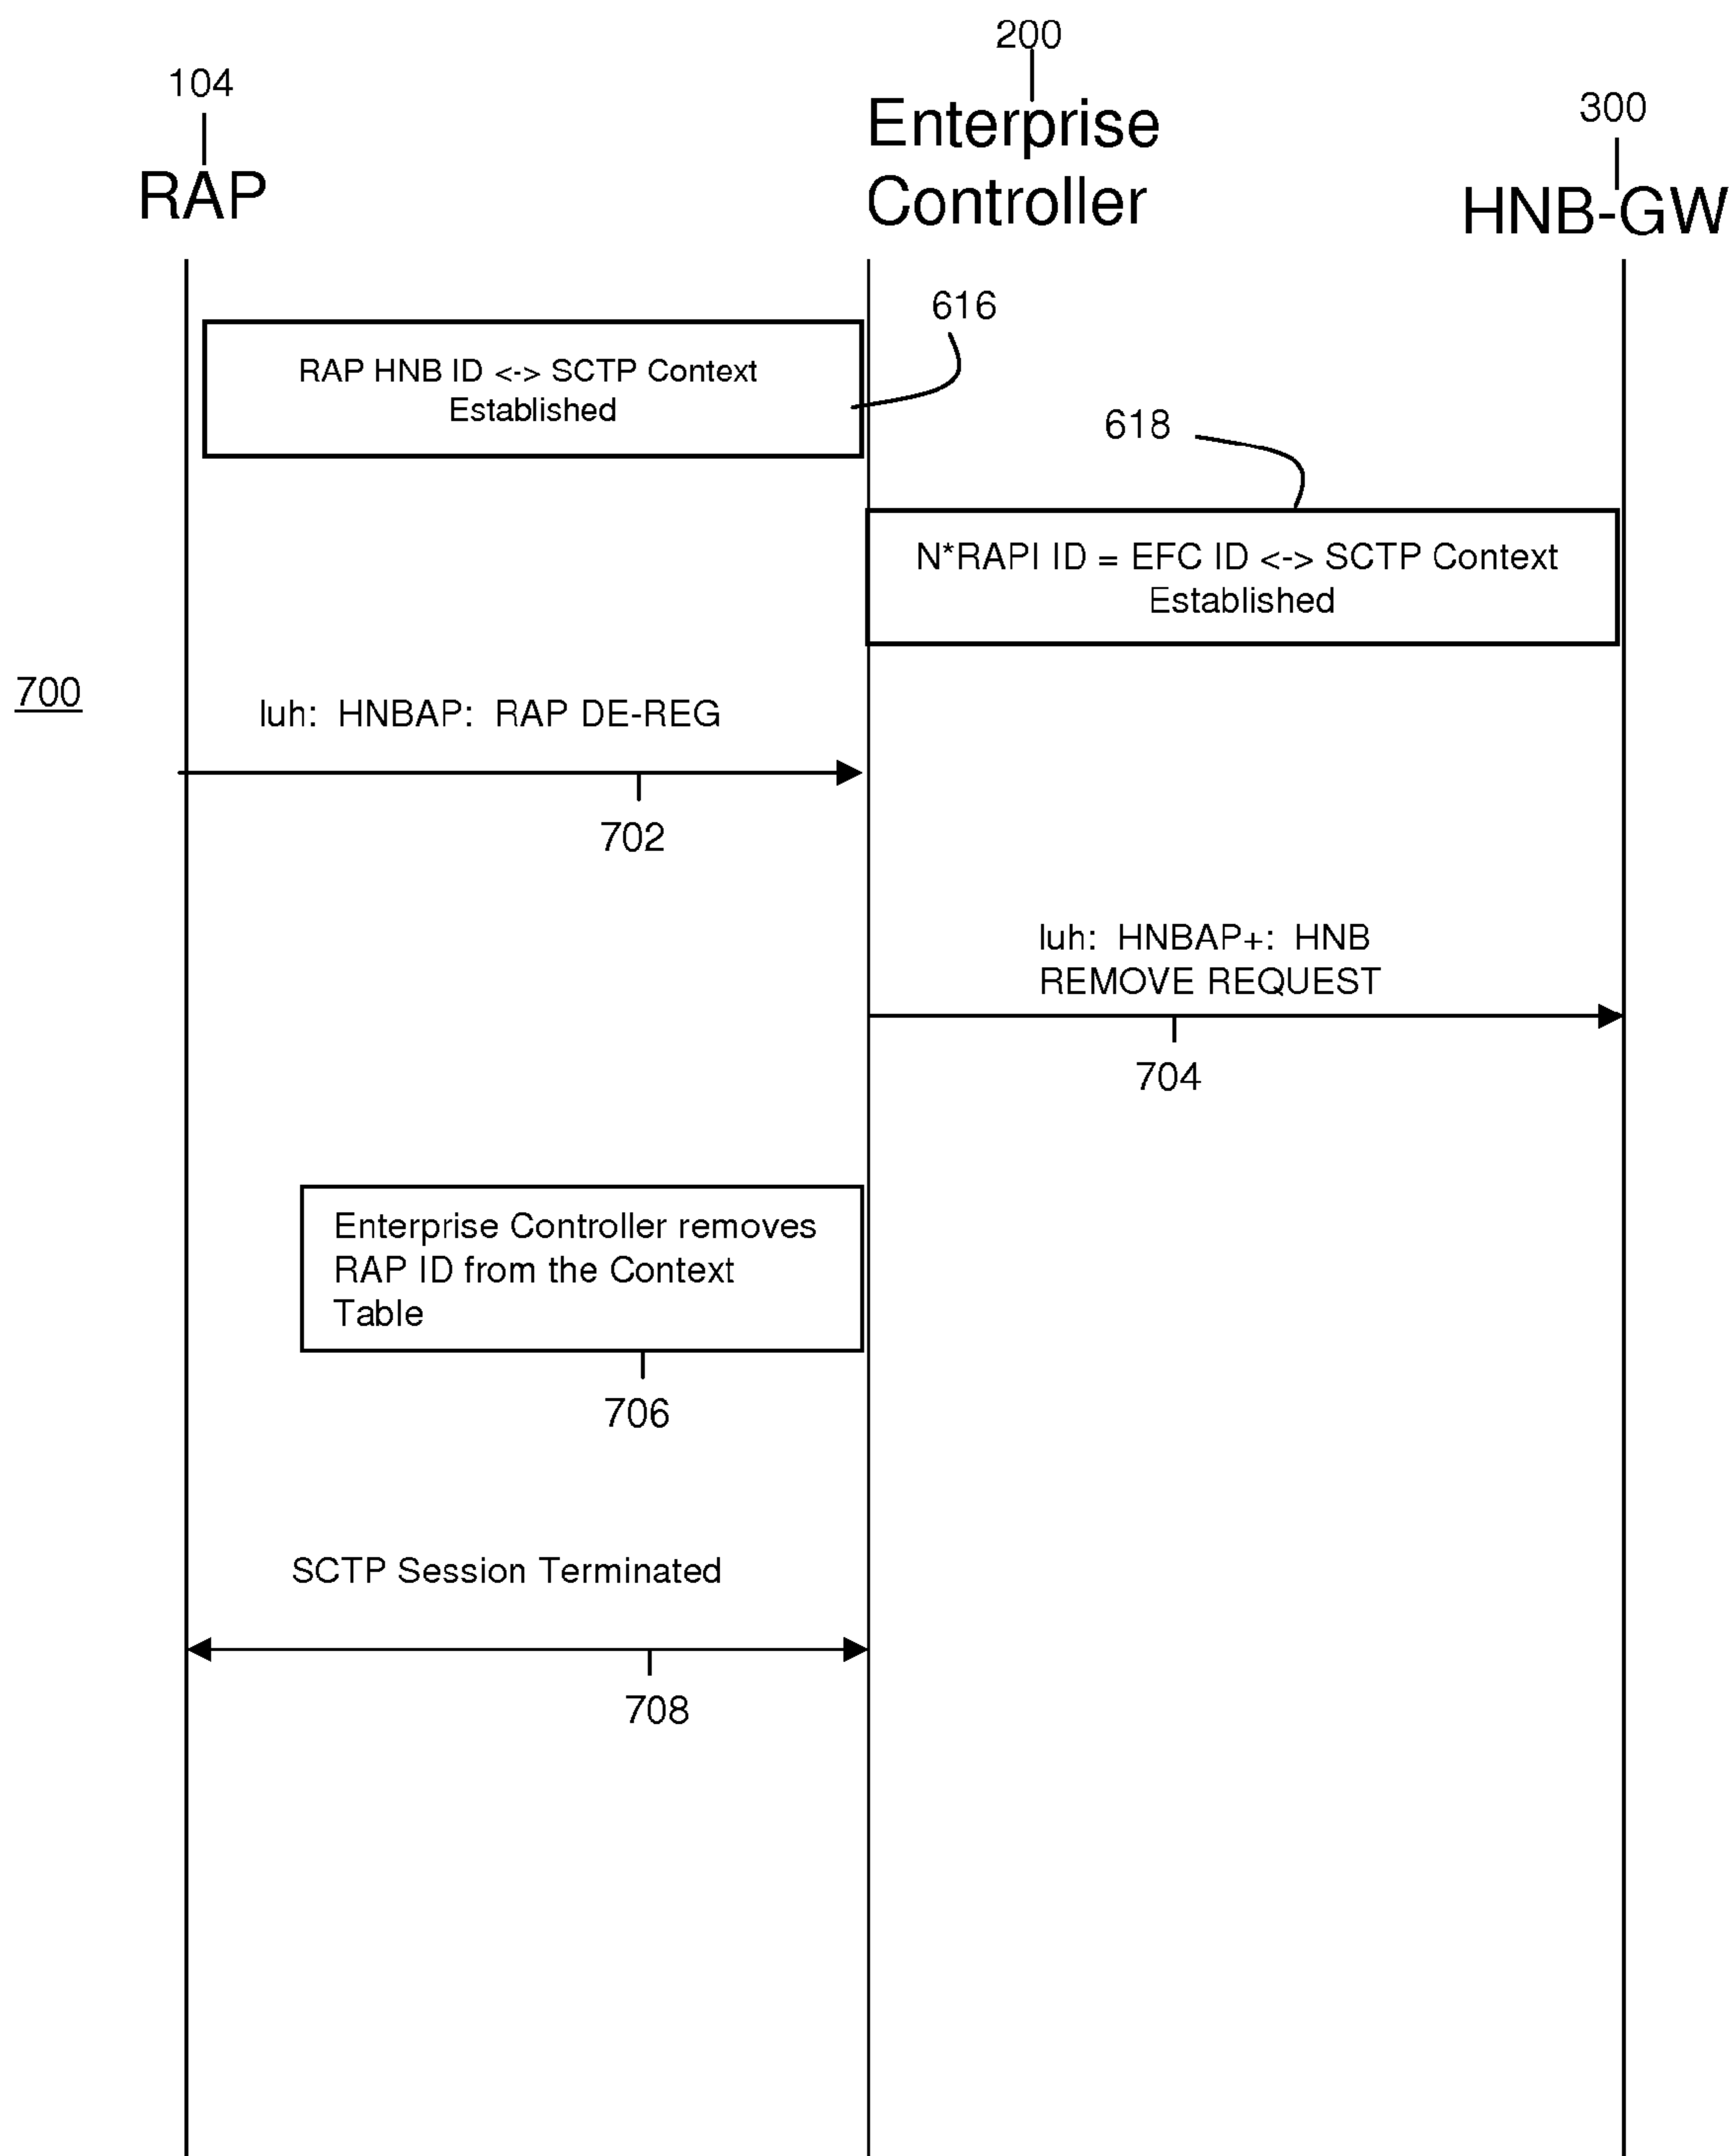 200
104
300
Enterprise
Controller
RAP
HNB-GW
616
RAP HNB ID <-> SCTP Context
Established
618
N*RAPI ID = EFC ID <-> SCTP Context
Established
700
Iuh: HNBAP: RAP DE-REG
702
Iuh: HNBAP+: HNB
REMOVE REQUEST
704
Enterprise Controller removes
RAP ID from the Context
Table
706
SCTP Session Terminated
708